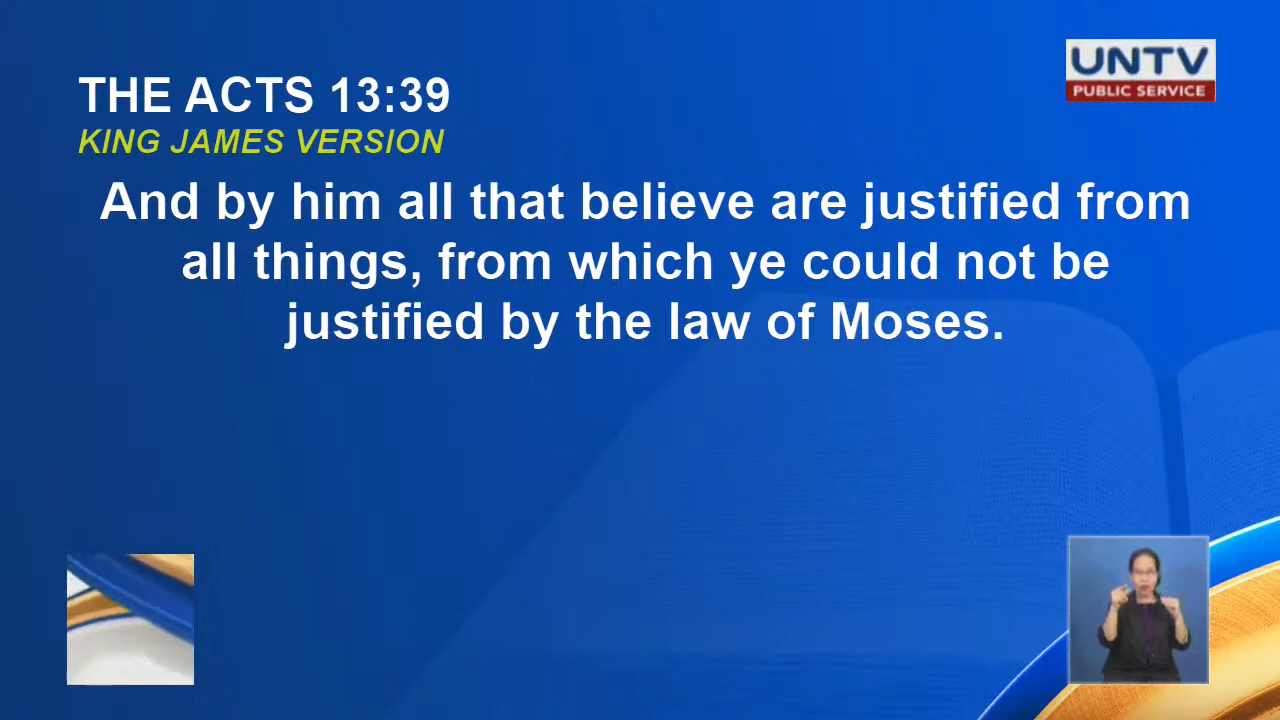 THE ACTS 13:39
KING JAMES VERSION
And by him all that believe are justified from
all things, from which ye could not be
justified by the law of Moses.
UNTV
PUBLIC SERVICE